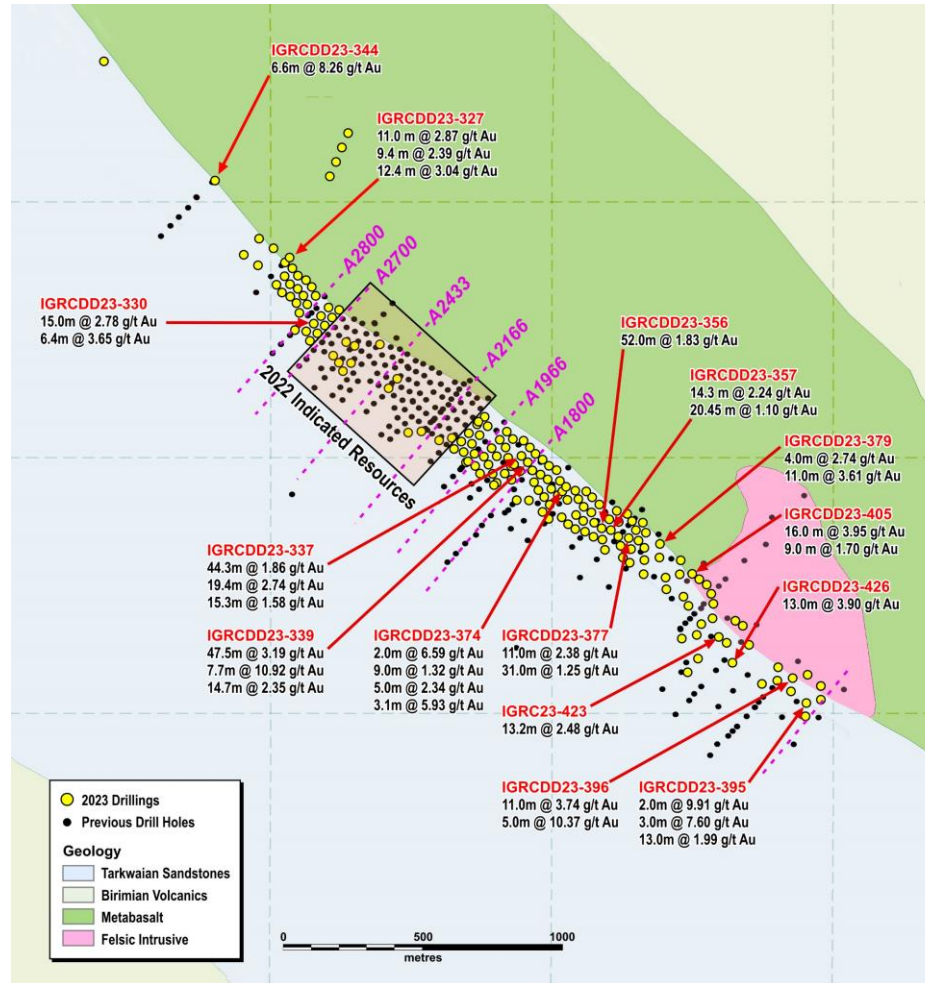 IGRCDD23-344
6.6m @ 8.26 g/t Au
IGRCDD23-327
11.0 m @ 2.87 g/t Au
9.4 m @ 2.39 g/t Au
12.4 m @ 3.04 g/t Au
A2800
A2700
A2433
A2166
A1966
A1800
IGRCDD23-330
15.0m @ 2.78 g/t Au
6.4m @ 3.65 g/t Au
2022 Indicated Resources
IGRCDD23-356
52.0m @ 1.83 g/t Au
IGRCDD23-357
14.3 m @ 2.24 g/t Au
20.45 m @ 1.10 g/t Au
IGRCDD23-379
4.0m @ 2.74 g/t Au
11.0m @ 3.61 g/t Au
IGRCDD23-405
16.0 m @ 3.95 g/t Au
9.0 m @ 1.70 g/t Au
IGRCDD23-426
13.0m @ 3.90 g/t Au
IGRCDD23-337
44.3m @ 1.86 g/t Au
19.4m @ 2.74 g/t Au
15.3m @ 1.58 g/t Au
IGRCDD23-339
47.5m @ 3.19 g/t Au
7.7m @ 10.92 g/t Au
14.7m @ 2.35 g/t Au
IGRCDD23-374
2.0m @ 6.59 g/t Au
9.0m @ 1.32 g/t Au
5.0m @ 2.34 g/t Au
3.1m @ 5.93 g/t Au
IGRCDD23-377
11.0m @ 2.38 g/t Au
31.0m @ 1.25 g/t Au
IGRC23-423
13.2m @ 2.48 g/t Au
IGRCDD23-396
11.0m @ 3.74 g/t Au
5.0m @ 10.37 g/t Au
IGRCDD23-395
2.0m @ 9.91 g/t Au
3.0m @ 7.60 g/t Au
13.0m @ 1.99 g/t Au
2023 Drillings
Previous Drill Holes
Geology
Tarkwaian Sandstones
Birimian Volcanics
Metabasalt
Felsic Intrusive
0 500 1000
metres